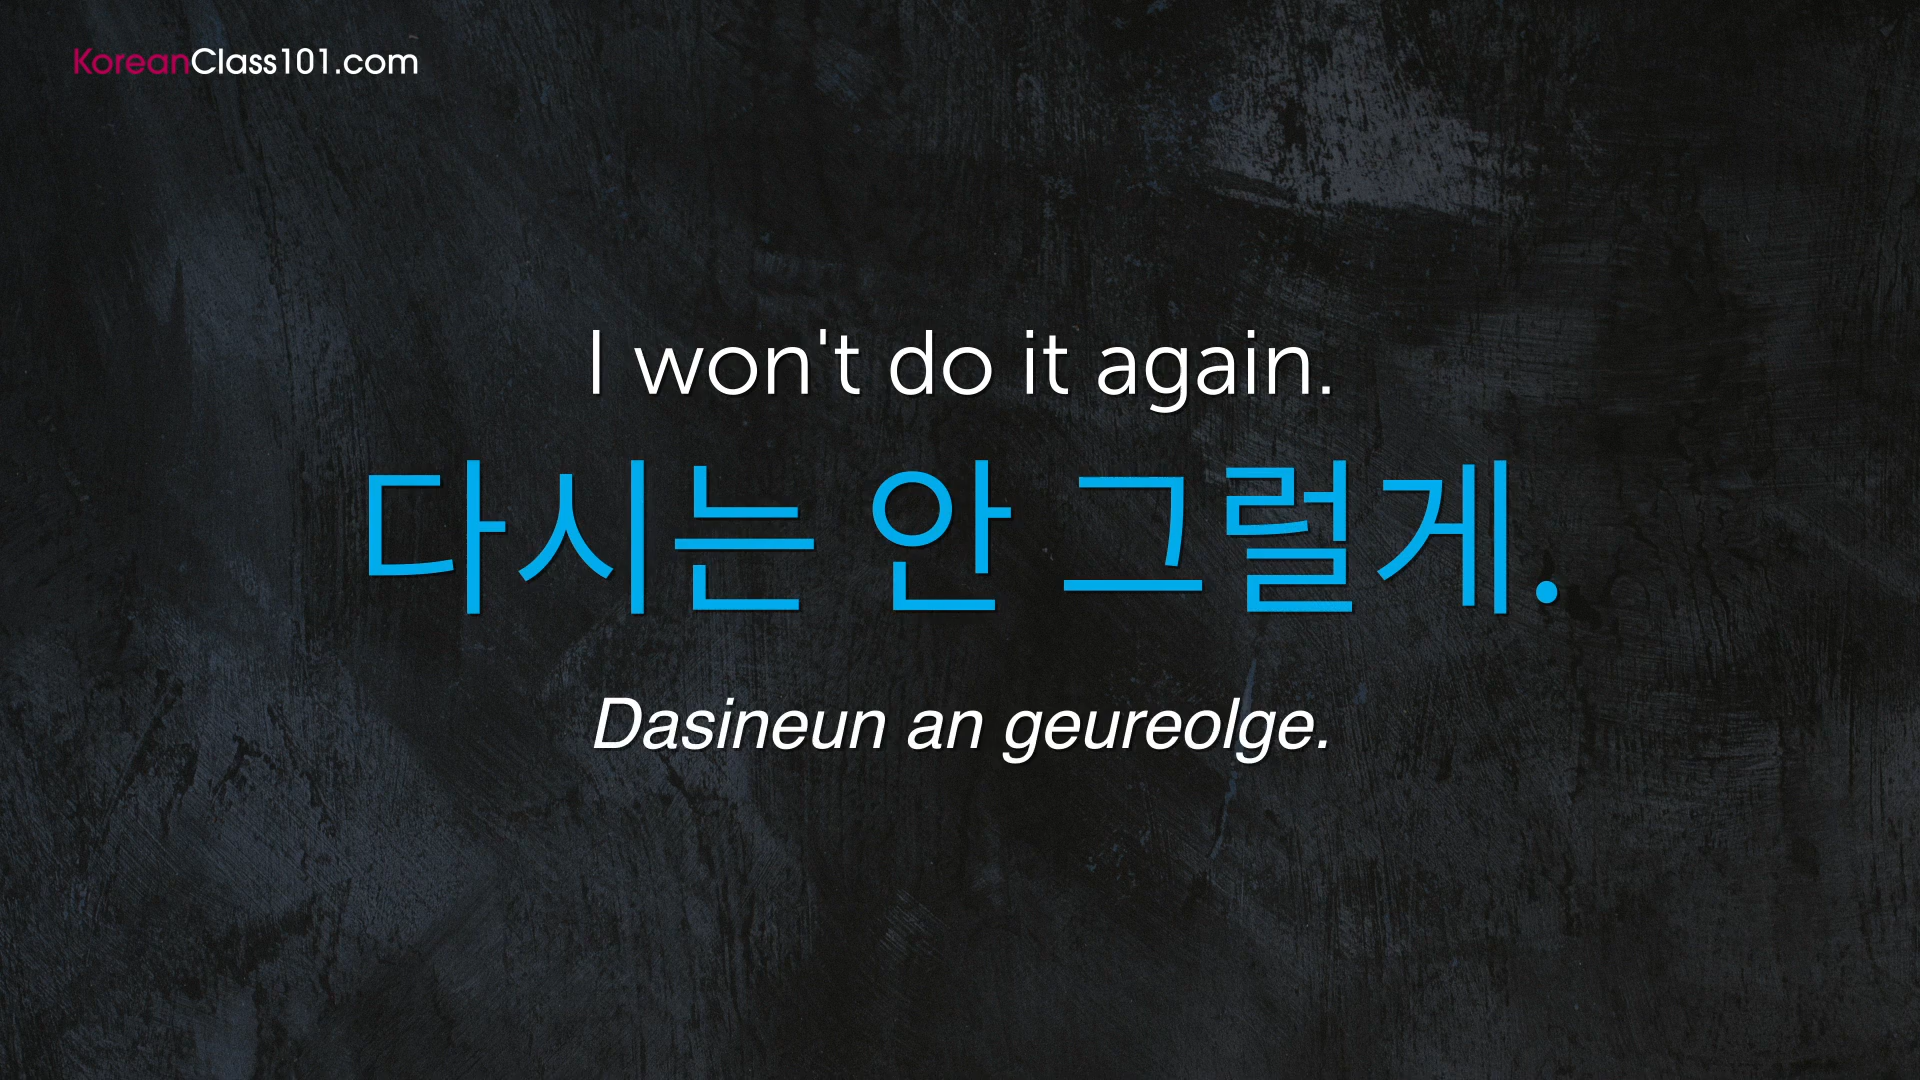 KoreanClass101.com
I won't do it again.
다시는 안 그럴게.
Dasineun an geureolge.